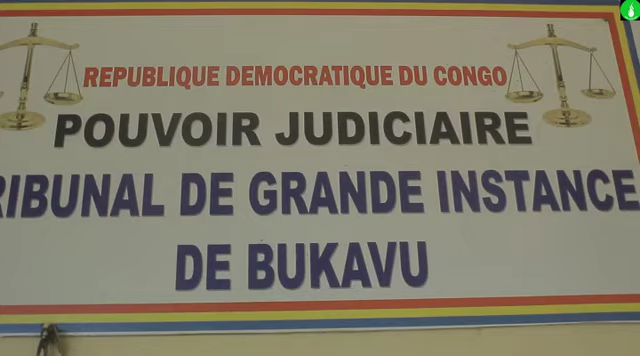 REPUBLIQUE DEMOCRATIQUE DU CONGO
POUVOIR JUDICIAIRE
RIBUNAL DE GRANDE INSTANCE
DE BUKAVU